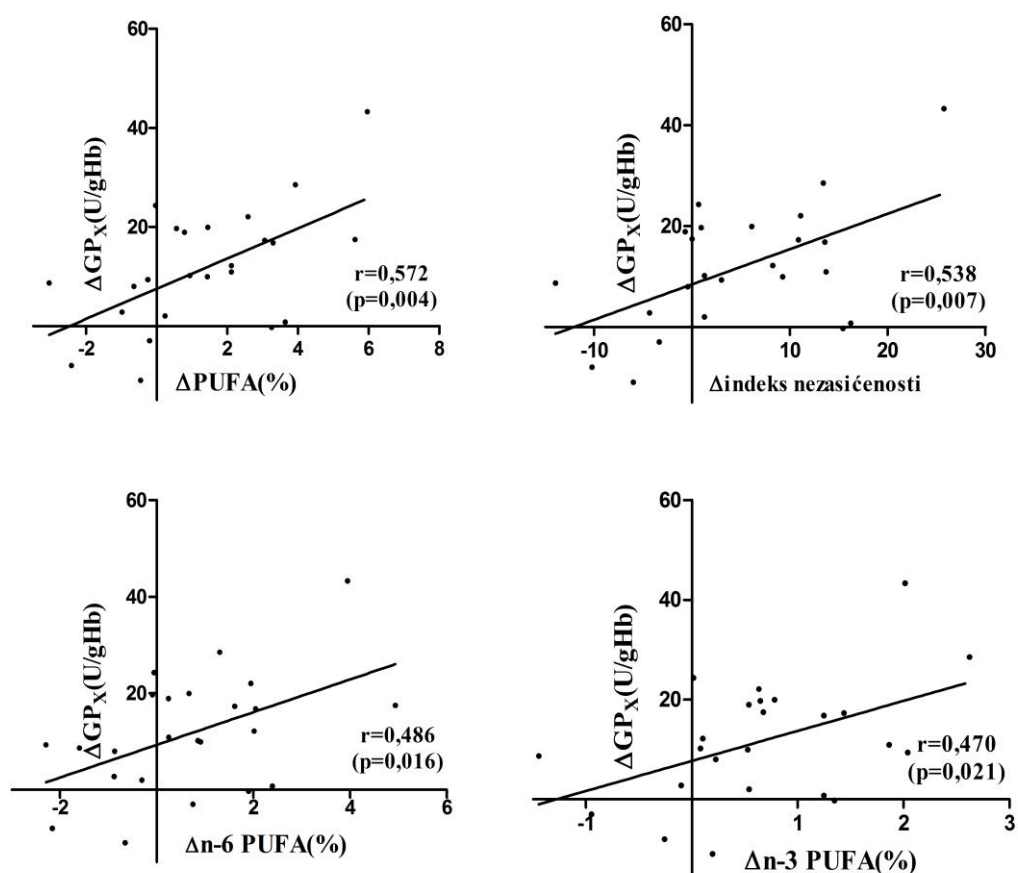 60
40
20
ΔGPX(U/gHb)
r=0,572
(p=0,004)
-2 2 4 6 8
ΔPUFA(%)
60
40
20
ΔGPX(U/gHb)
r=0,538
(p=0,007)
-10 10 20 30
Δindeks nezasićenosti
60
40
20
ΔGPX(U/gHb)
r=0,486
(p=0,016)
-2 2 4 6
Δn-6 PUFA(%)
60
40
20
ΔGPX(U/gHb)
r=0,470
(p=0,021)
-1 1 2 3
Δn-3 PUFA(%)